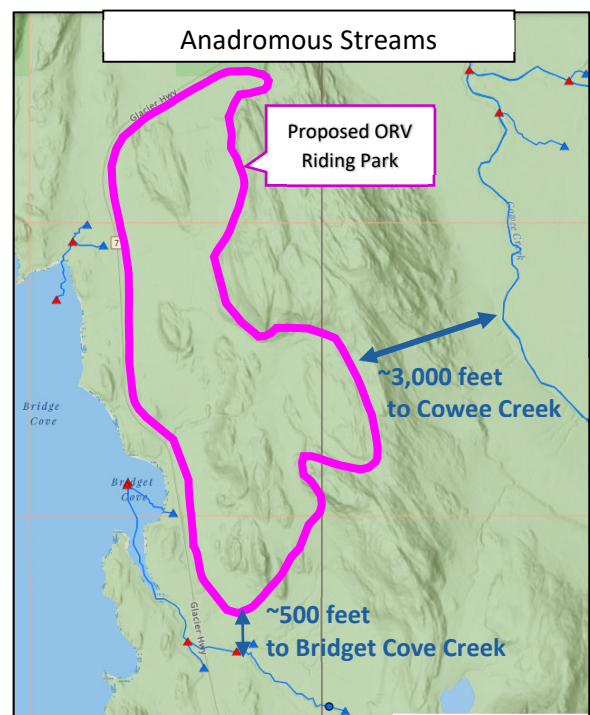 Anadromous Streams
Glacier Hwy
Proposed ORV
Riding Park
Cowee Creek
7
~3,000 feet
to Cowee Creek
Bridge
Cove
Bridget
Cove
Glacier Hwy
~500 feet
to Bridget Cove Creek